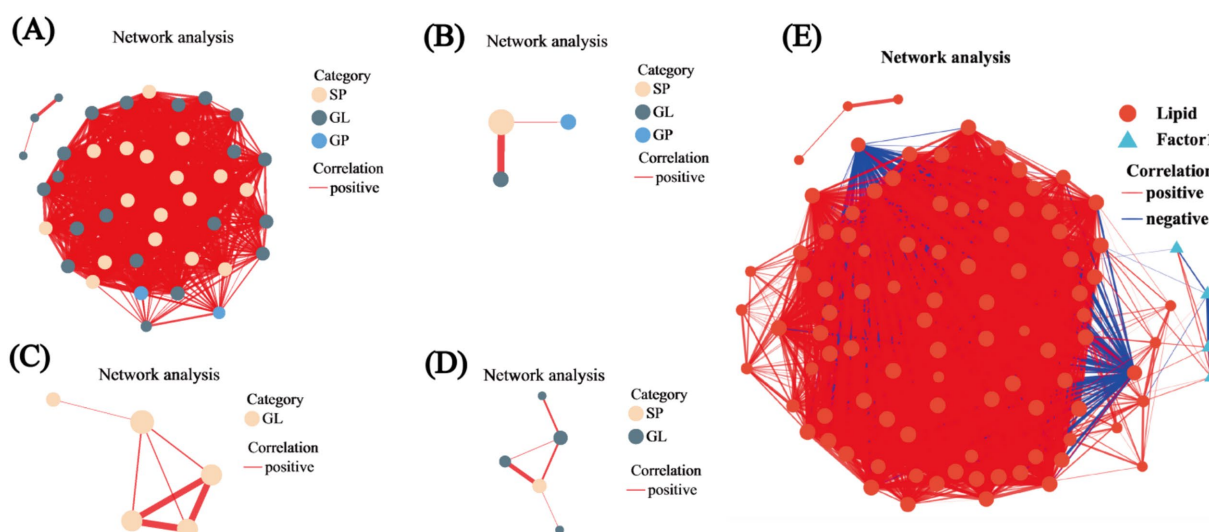 (A)
Network analysis
Category
SP
GL
GP
Correlation
positive
(B)
Network analysis
Category
SP
GL
GP
Correlation
positive
(C)
Network analysis
Category
GL
Correlation
positive
(D)
Network analysis
Category
SP
GL
Correlation
positive
(E)
Network analysis
Lipid
Factor1
Correlation
positive
negative